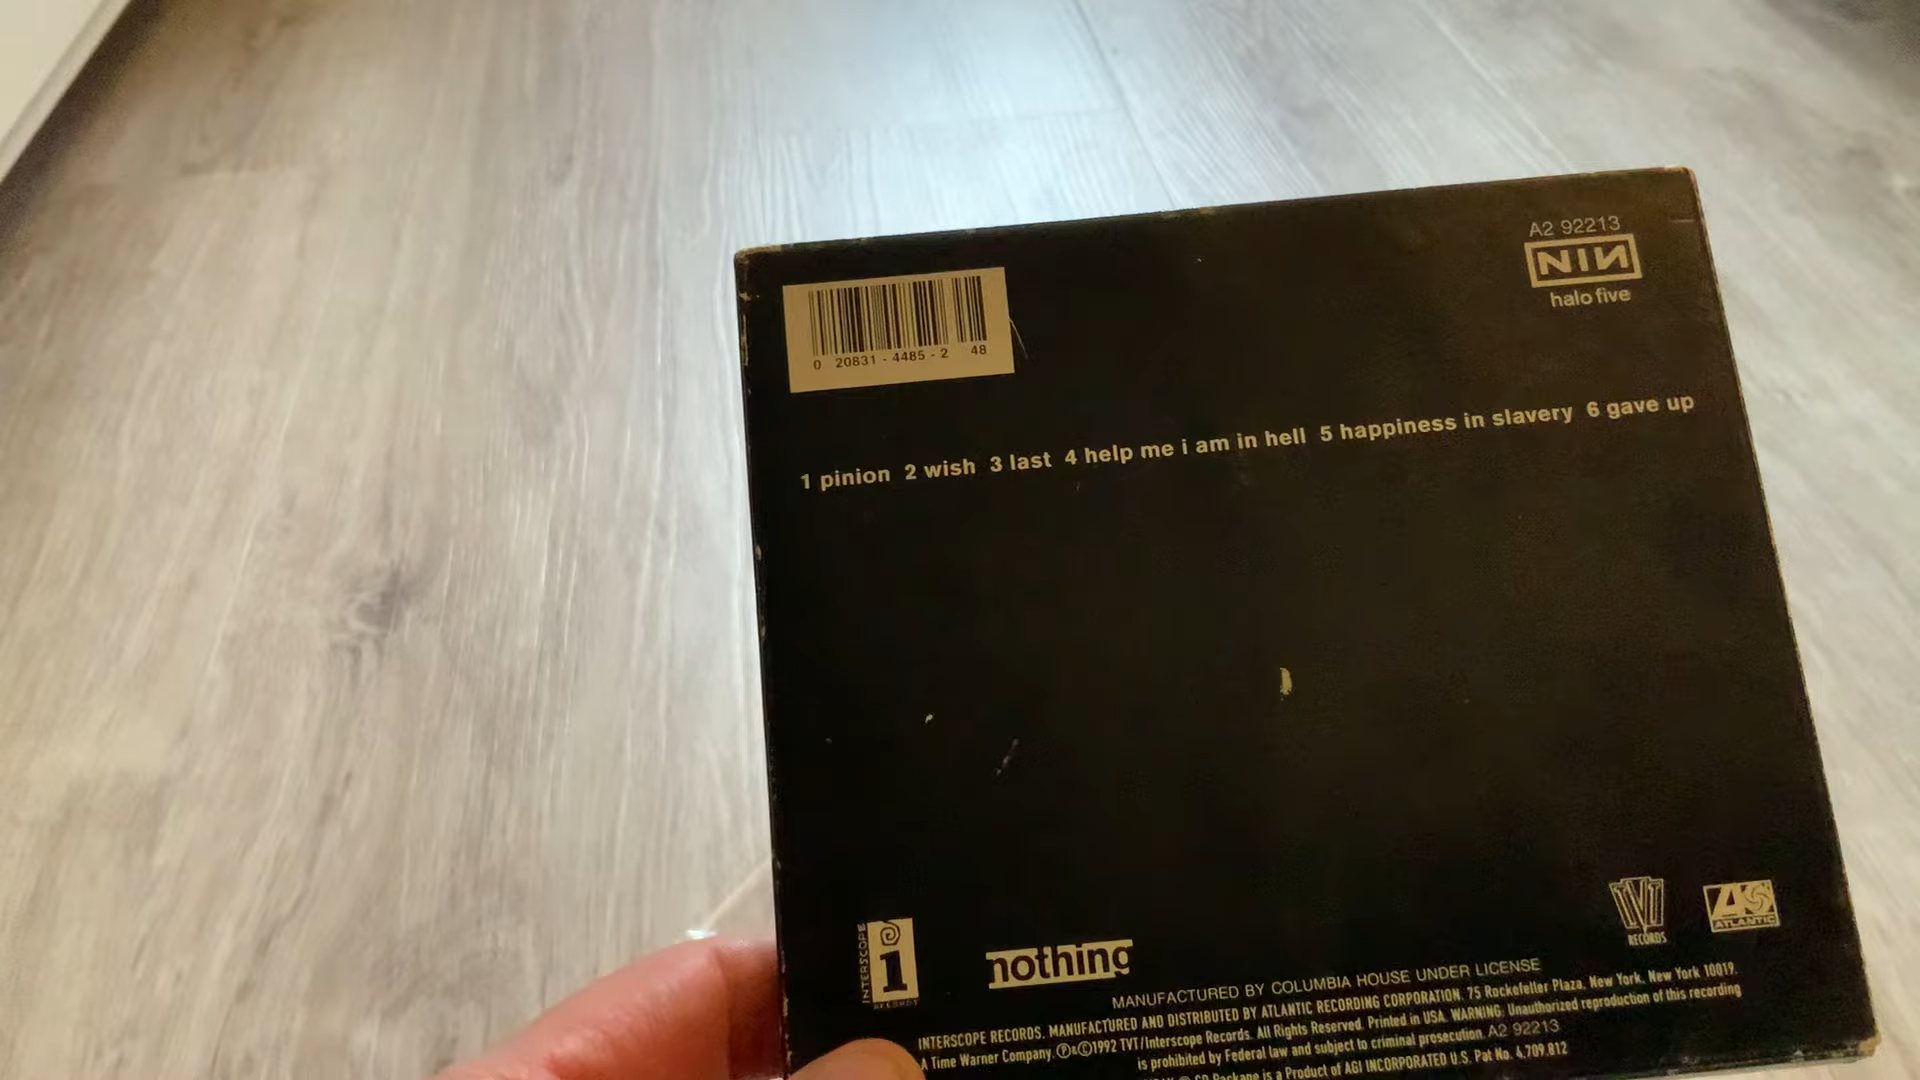 A2 92213
NIN
halo five
0 20831-4485-2 48
1 pinion 2 wish 3 last 4 help me i am in hell 5 happiness in slavery 6 gave up
TVT
RECORDS
ATLANTIC
INTERSCOPE
RECORDS
nothing
MANUFACTURED BY COLUMBIA HOUSE UNDER LICENSE
INTERSCOPE RECORDS. MANUFACTURED AND DISTRIBUTED BY ATLANTIC RECORDING CORPORATION. 75 Rockefeller Plaza, New York, New York 10019.
A Time Warner Company. ℗&©1992 TVT/Interscope Records. All Rights Reserved. Printed in USA. WARNING: Unauthorized reproduction of this recording
is prohibited by Federal law and subject to criminal prosecution. A2 92213
CD Package is a Product of AGI INCORPORATED U.S. Pat No. 4,709,812